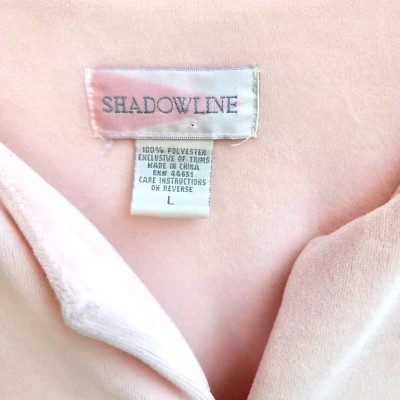 SHADOWLINE
100% POLYESTER
EXCLUSIVE OF TRIMS
MADE IN CHINA
RN# 44651
CARE INSTRUCTIONS
ON REVERSE
L